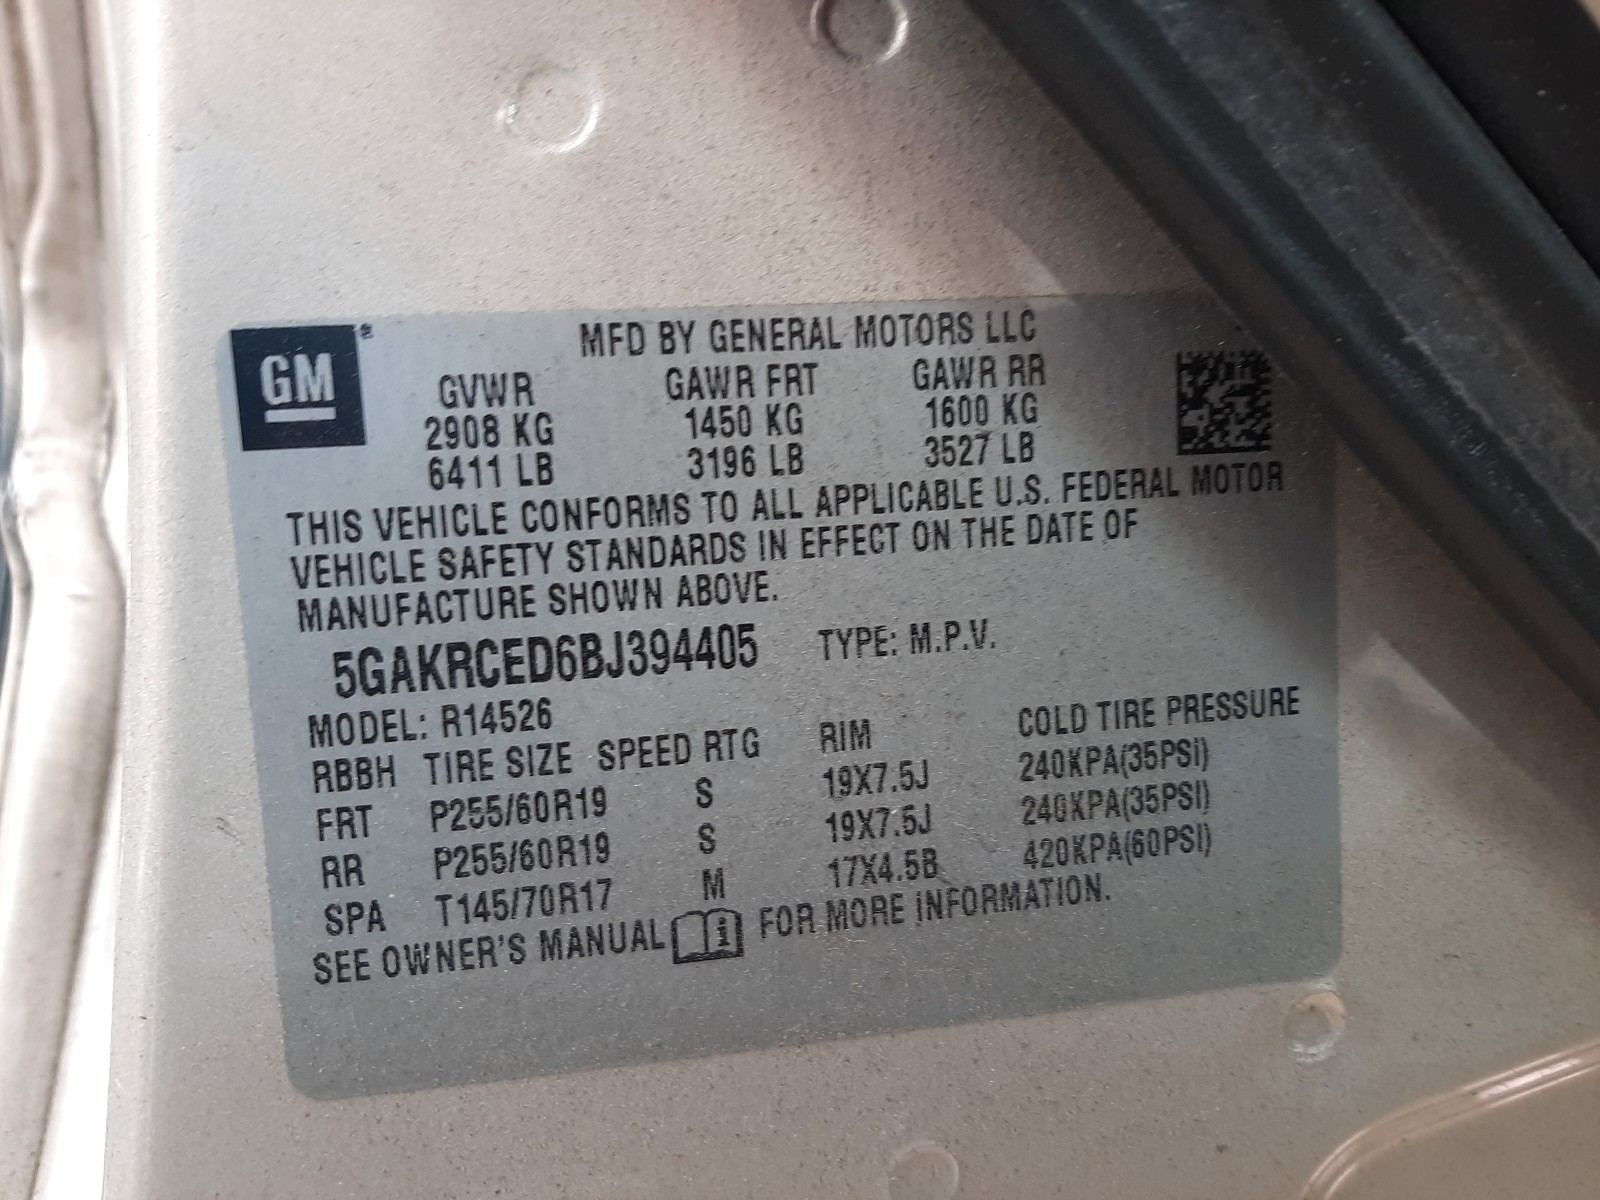 GM®
MFD BY GENERAL MOTORS LLC
GVWR GAWR FRT GAWR RR
2908 KG 1450 KG 1600 KG
6411 LB 3196 LB 3527 LB
THIS VEHICLE CONFORMS TO ALL APPLICABLE U.S. FEDERAL MOTOR
VEHICLE SAFETY STANDARDS IN EFFECT ON THE DATE OF
MANUFACTURE SHOWN ABOVE.
5GAKRCED6BJ394405 TYPE: M.P.V.
MODEL: R14526
RBBH TIRE SIZE SPEED RTG RIM COLD TIRE PRESSURE
FRT P255/60R19 S 19X7.5J 240KPA(35PSI)
RR P255/60R19 S 19X7.5J 240KPA(35PSI)
SPA T145/70R17 M 17X4.5B 420KPA(60PSI)
SEE OWNER'S MANUAL i FOR MORE INFORMATION.